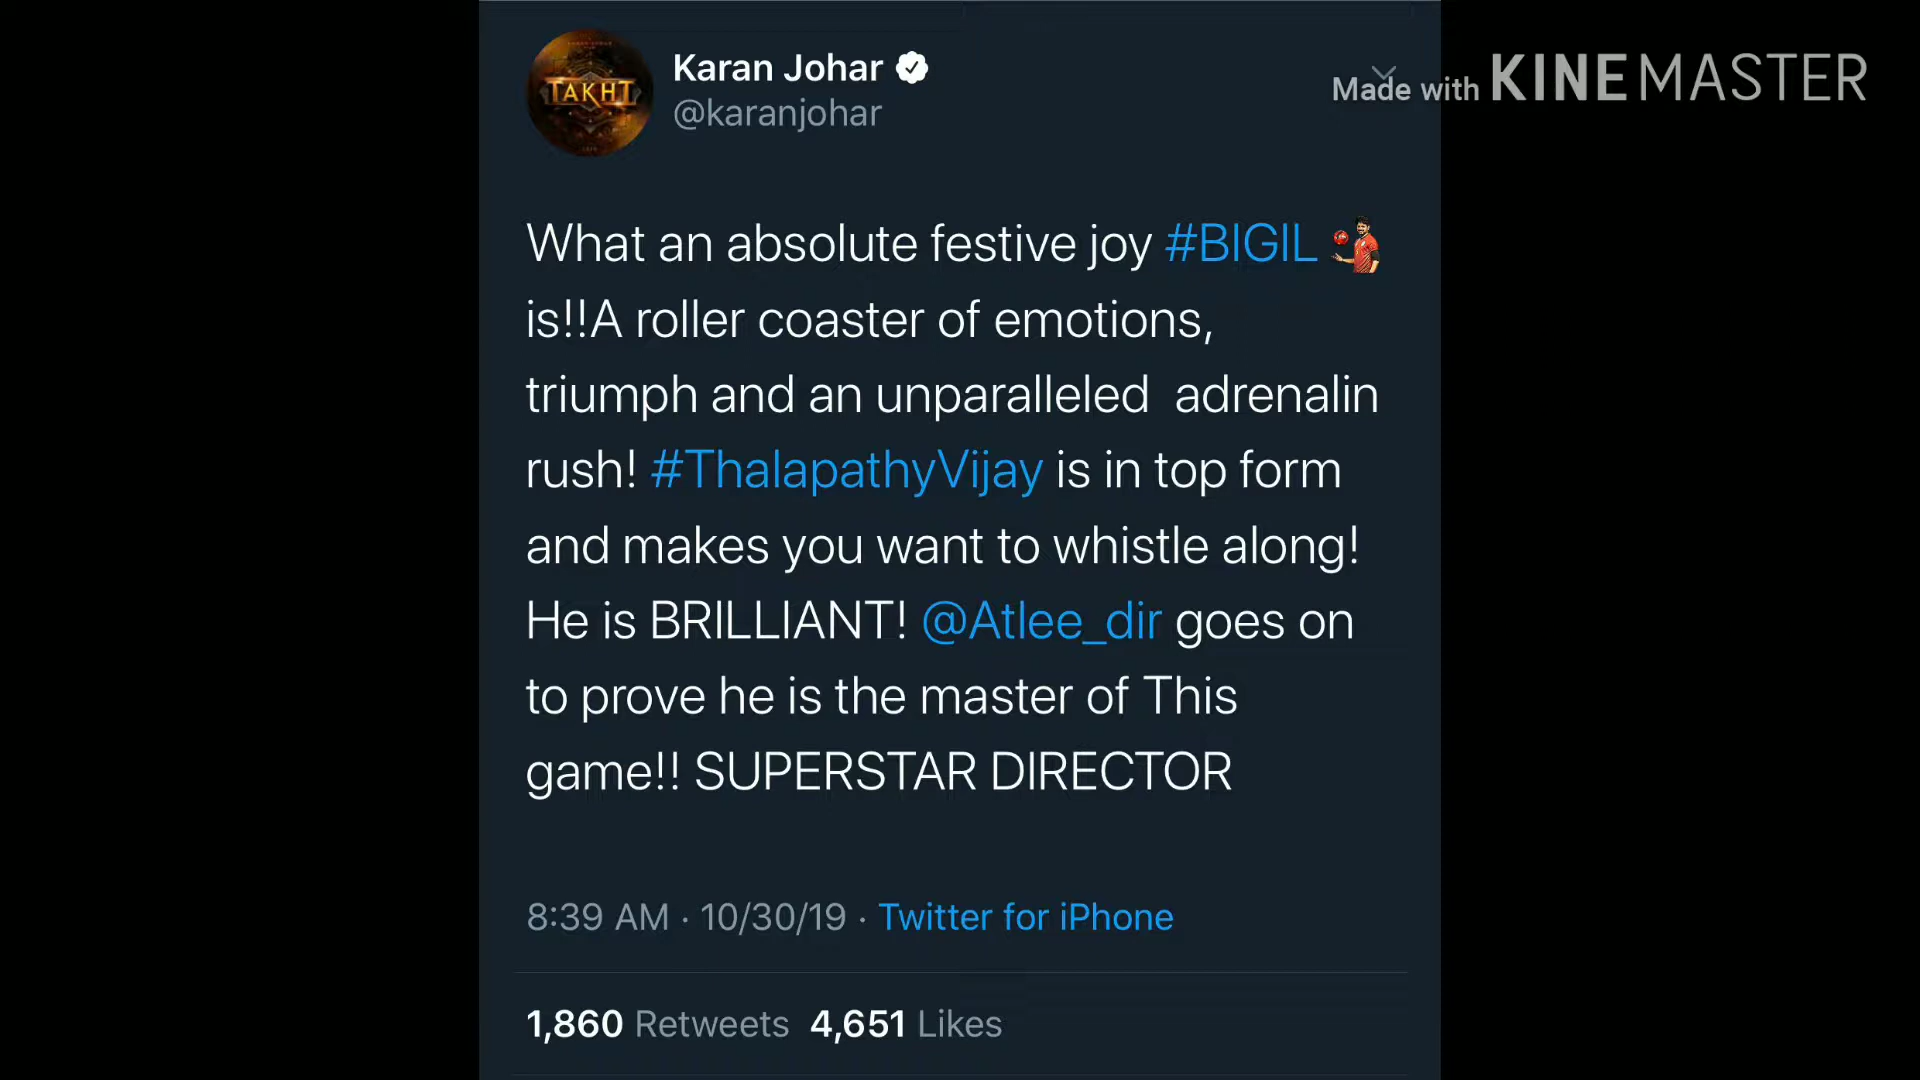 TAKHT
Karan Johar
@karanjohar
Made with KINEMASTER
What an absolute festive joy #BIGIL
is!!A roller coaster of emotions,
triumph and an unparalleled  adrenalin
rush! #ThalapathyVijay is in top form
and makes you want to whistle along!
He is BRILLIANT! @Atlee_dir goes on
to prove he is the master of This
game!! SUPERSTAR DIRECTOR
8:39 AM · 10/30/19 · Twitter for iPhone
1,860 Retweets 4,651 Likes